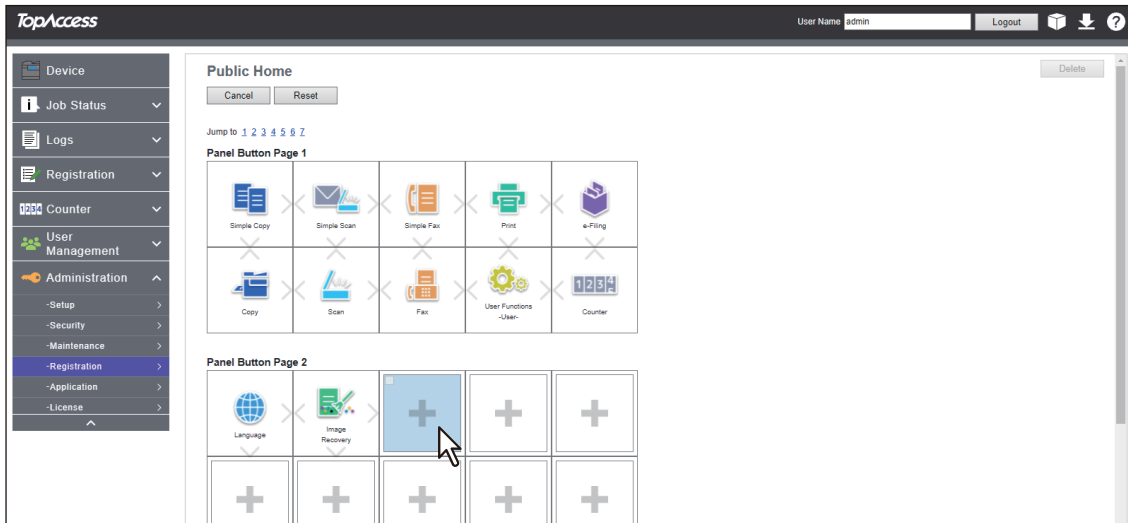 TopAccess
User Name admin Logout ?
Device
Job Status
Logs
Registration
1234 Counter
User
Management
Administration
-Setup
-Security
-Maintenance
-Registration
-Application
-License
Public Home
Delete
Cancel Reset
Jump to 1 2 3 4 5 6 7
Panel Button Page 1
Simple Copy Simple Scan Simple Fax Print e-Filing
Copy Scan Fax User Functions
-User- Counter
Panel Button Page 2
Language Image
Recovery